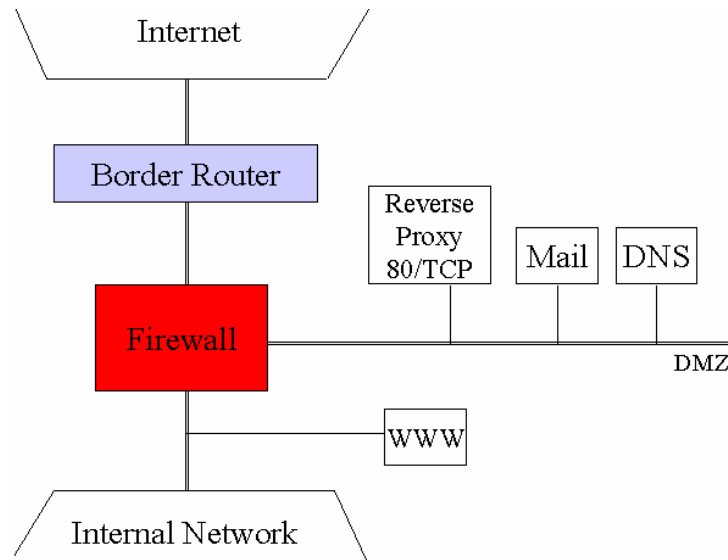 Internet
Border Router
Reverse
Proxy
80/TCP
Mail
DNS
Firewall
DMZ
WWW
Internal Network